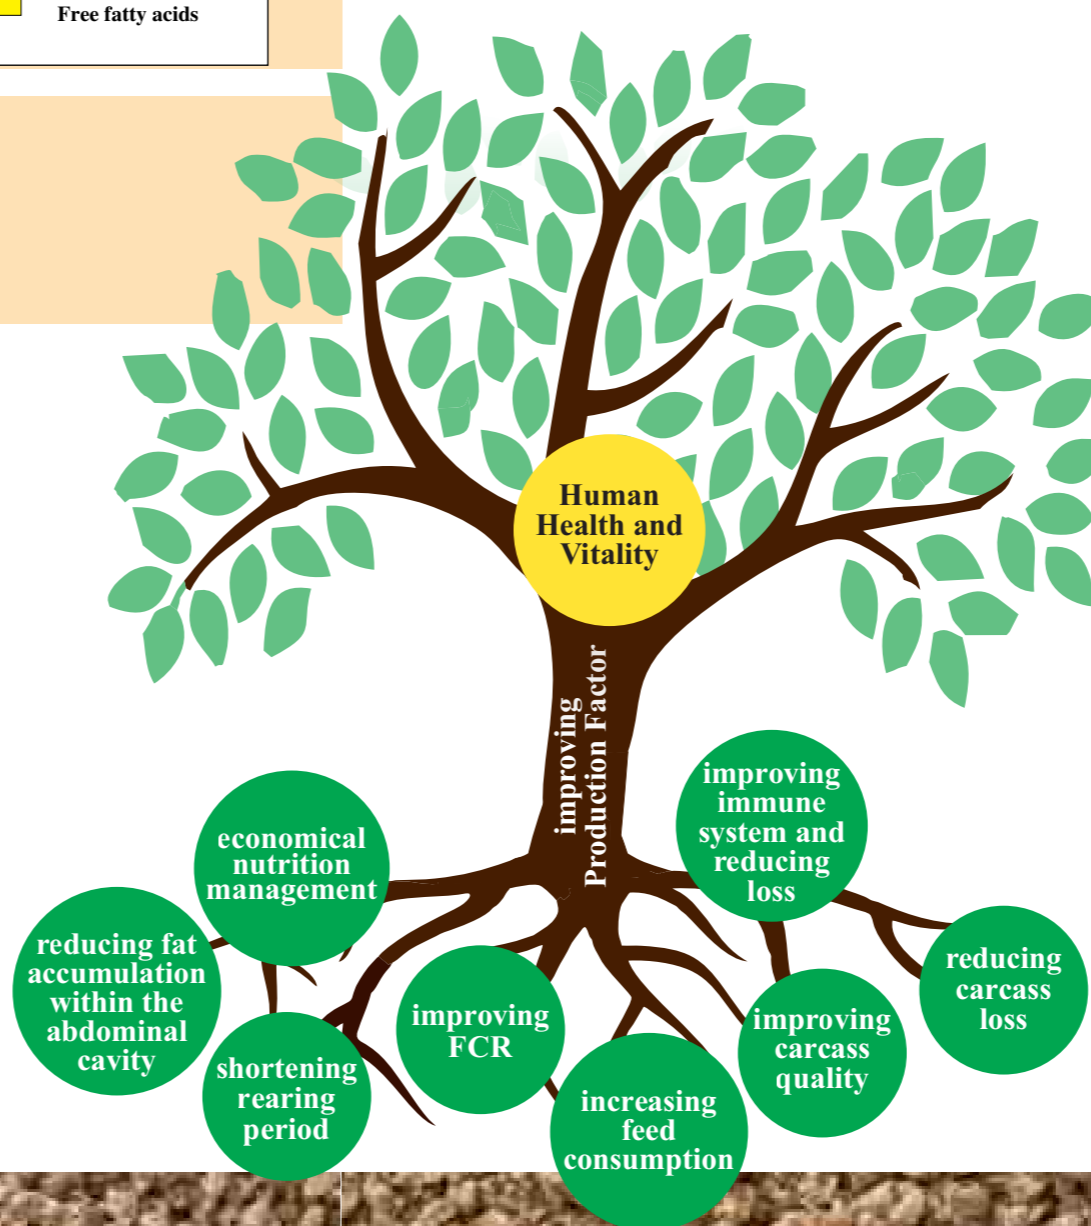 Free fatty acids
Human
Health and
Vitality
improving
Production Factor
improving
immune
system and
reducing
loss
economical
nutrition
management
reducing fat
accumulation
within the
abdominal
cavity
reducing
carcass
loss
improving
FCR
improving
carcass
quality
shortening
rearing
period
increasing
feed
consumption